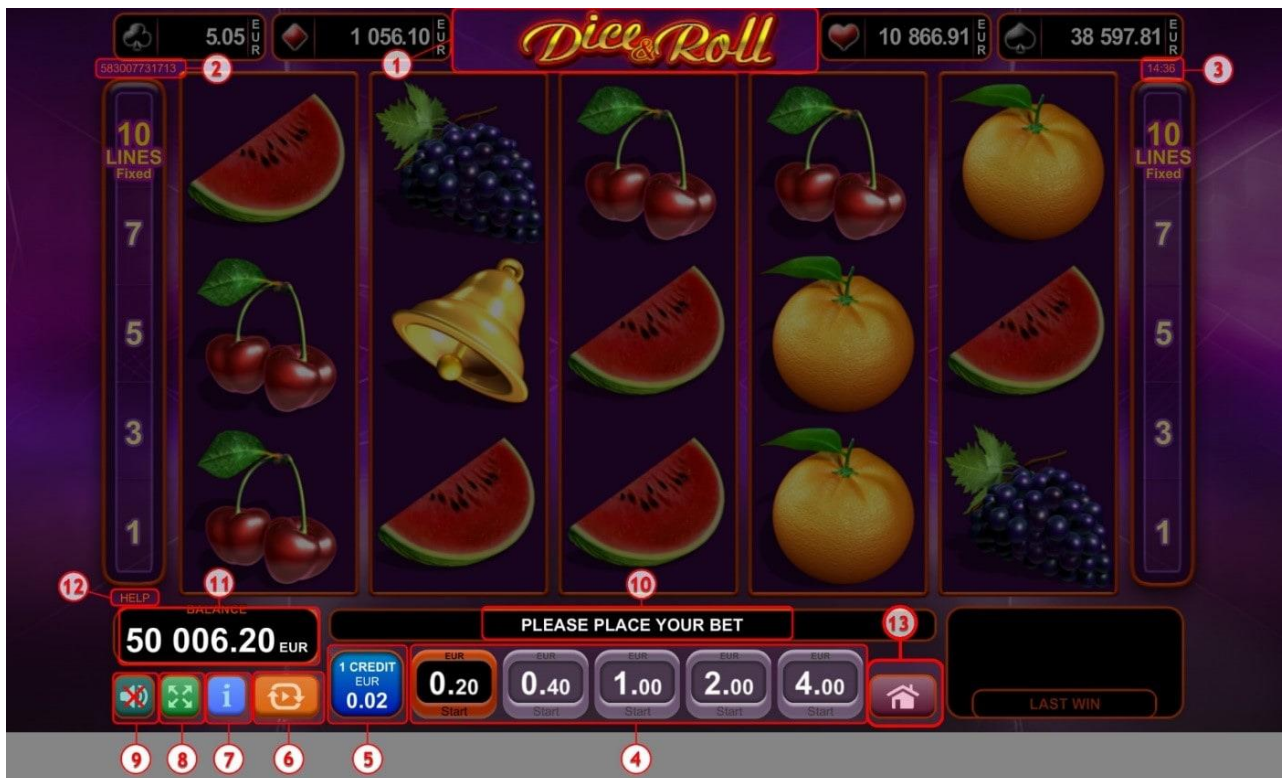 5.05 EUR
1 056.10 EUR
Dice & Roll
10 866.91 EUR
38 597.81 EUR
1
583007731713
2
14:36
3
10
LINES
Fixed
7
5
3
1
10
LINES
Fixed
7
5
3
1
12
11
10
HELP
BALANCE
50 006.20 EUR
PLEASE PLACE YOUR BET
13
1 CREDIT
EUR
0.02
EUR
0.20
Start
EUR
0.40
Start
EUR
1.00
Start
EUR
2.00
Start
EUR
4.00
Start
i
LAST WIN
9
8
7
6
5
4